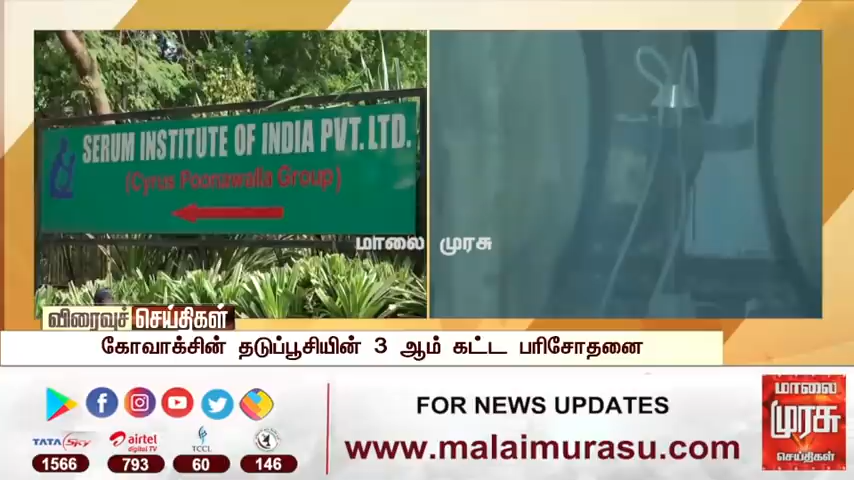 SERUM INSTITUTE OF INDIA PVT. LTD.
(Cyrus Poonawalla Group)
மாலை முரசு
விரைவுச் செய்திகள்
கோவாக்சின் தடுப்பூசியின் 3 ஆம் கட்ட பரிசோதனை
FOR NEWS UPDATES
www.malaimurasu.com
TATA Sky
1566
airtel
digital TV
793
TCCL
60
146
மாலை
முரசு
செய்திகள்